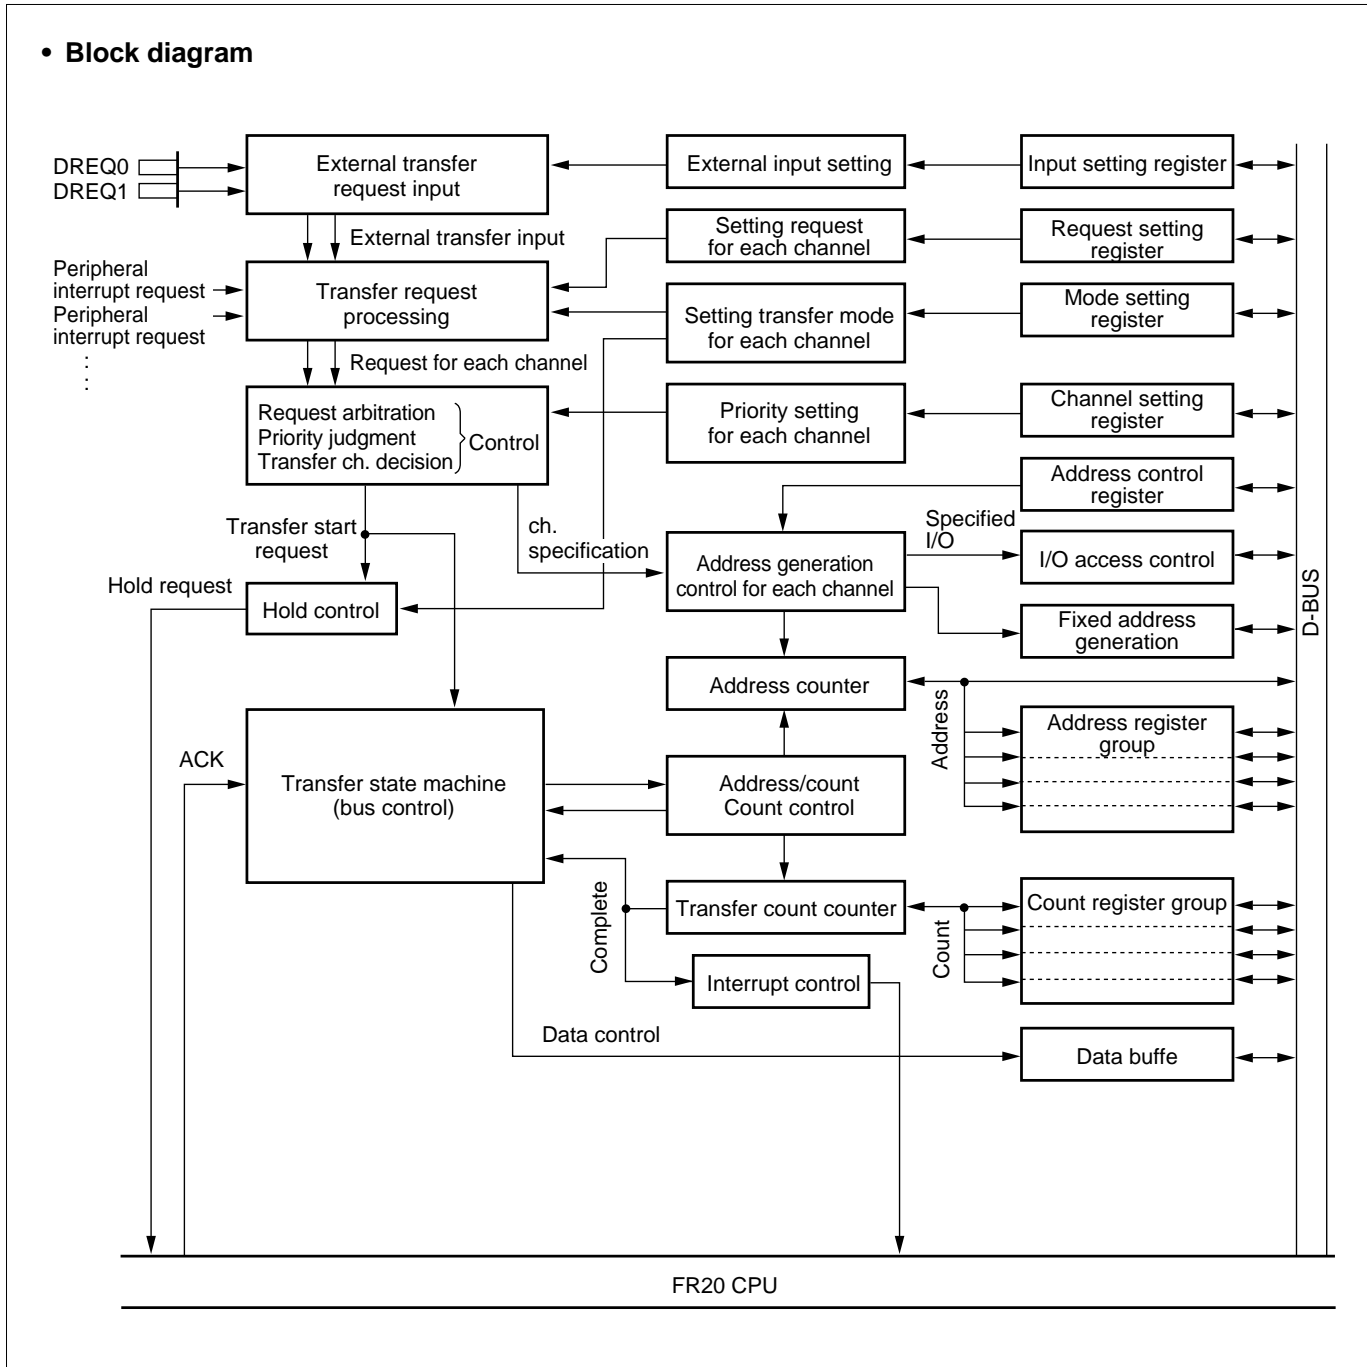 • Block diagram
DREQ0
DREQ1
External transfer
request input
External input setting
Input setting register
External transfer input
Setting request
for each channel
Request setting
register
Peripheral
interrupt request
Peripheral
interrupt request
:
:
Transfer request
processing
Setting transfer mode
for each channel
Mode setting
register
Request for each channel
Request arbitration
Priority judgment
Transfer ch. decision
Control
Priority setting
for each channel
Channel setting
register
Address control
register
Transfer start
request
ch.
specification
Specified
I/O
Address generation
control for each channel
I/O access control
Hold request
Hold control
Fixed address
generation
D-BUS
Address counter
Address
Address register
group
ACK
Transfer state machine
(bus control)
Address/count
Count control
Complete
Transfer count counter
Count
Count register group
Interrupt control
Data control
Data buffe
FR20 CPU